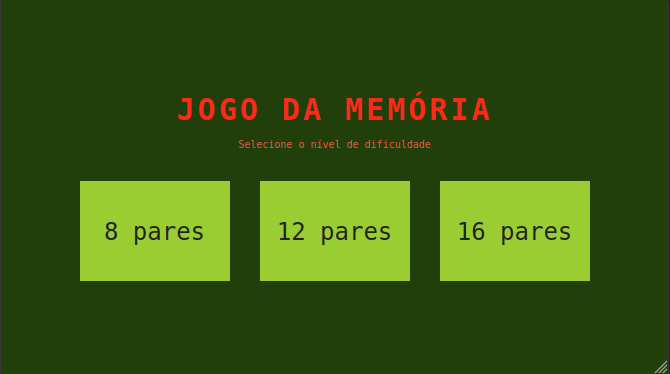 JOGO DA MEMÓRIA
Selecione o nível de dificuldade
8 pares
12 pares
16 pares